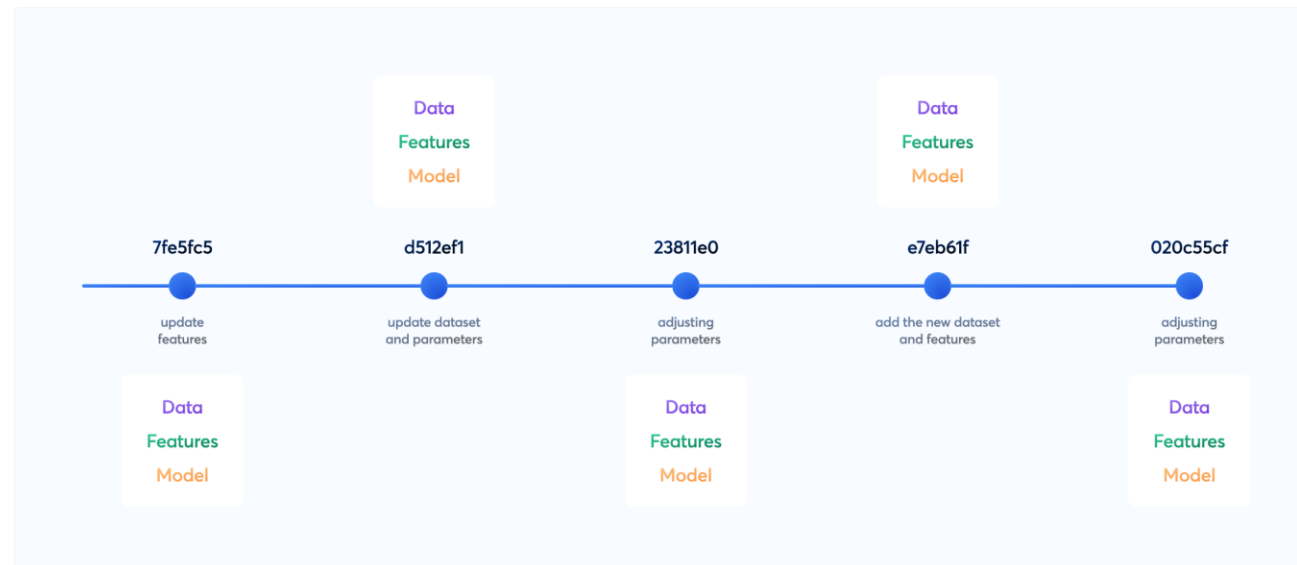 Data
Features
Model
Data
Features
Model
7fe5fc5
d512ef1
23811e0
e7eb61f
020c55cf
update
features
update dataset
and parameters
adjusting
parameters
add the new dataset
and features
adjusting
parameters
Data
Features
Model
Data
Features
Model
Data
Features
Model